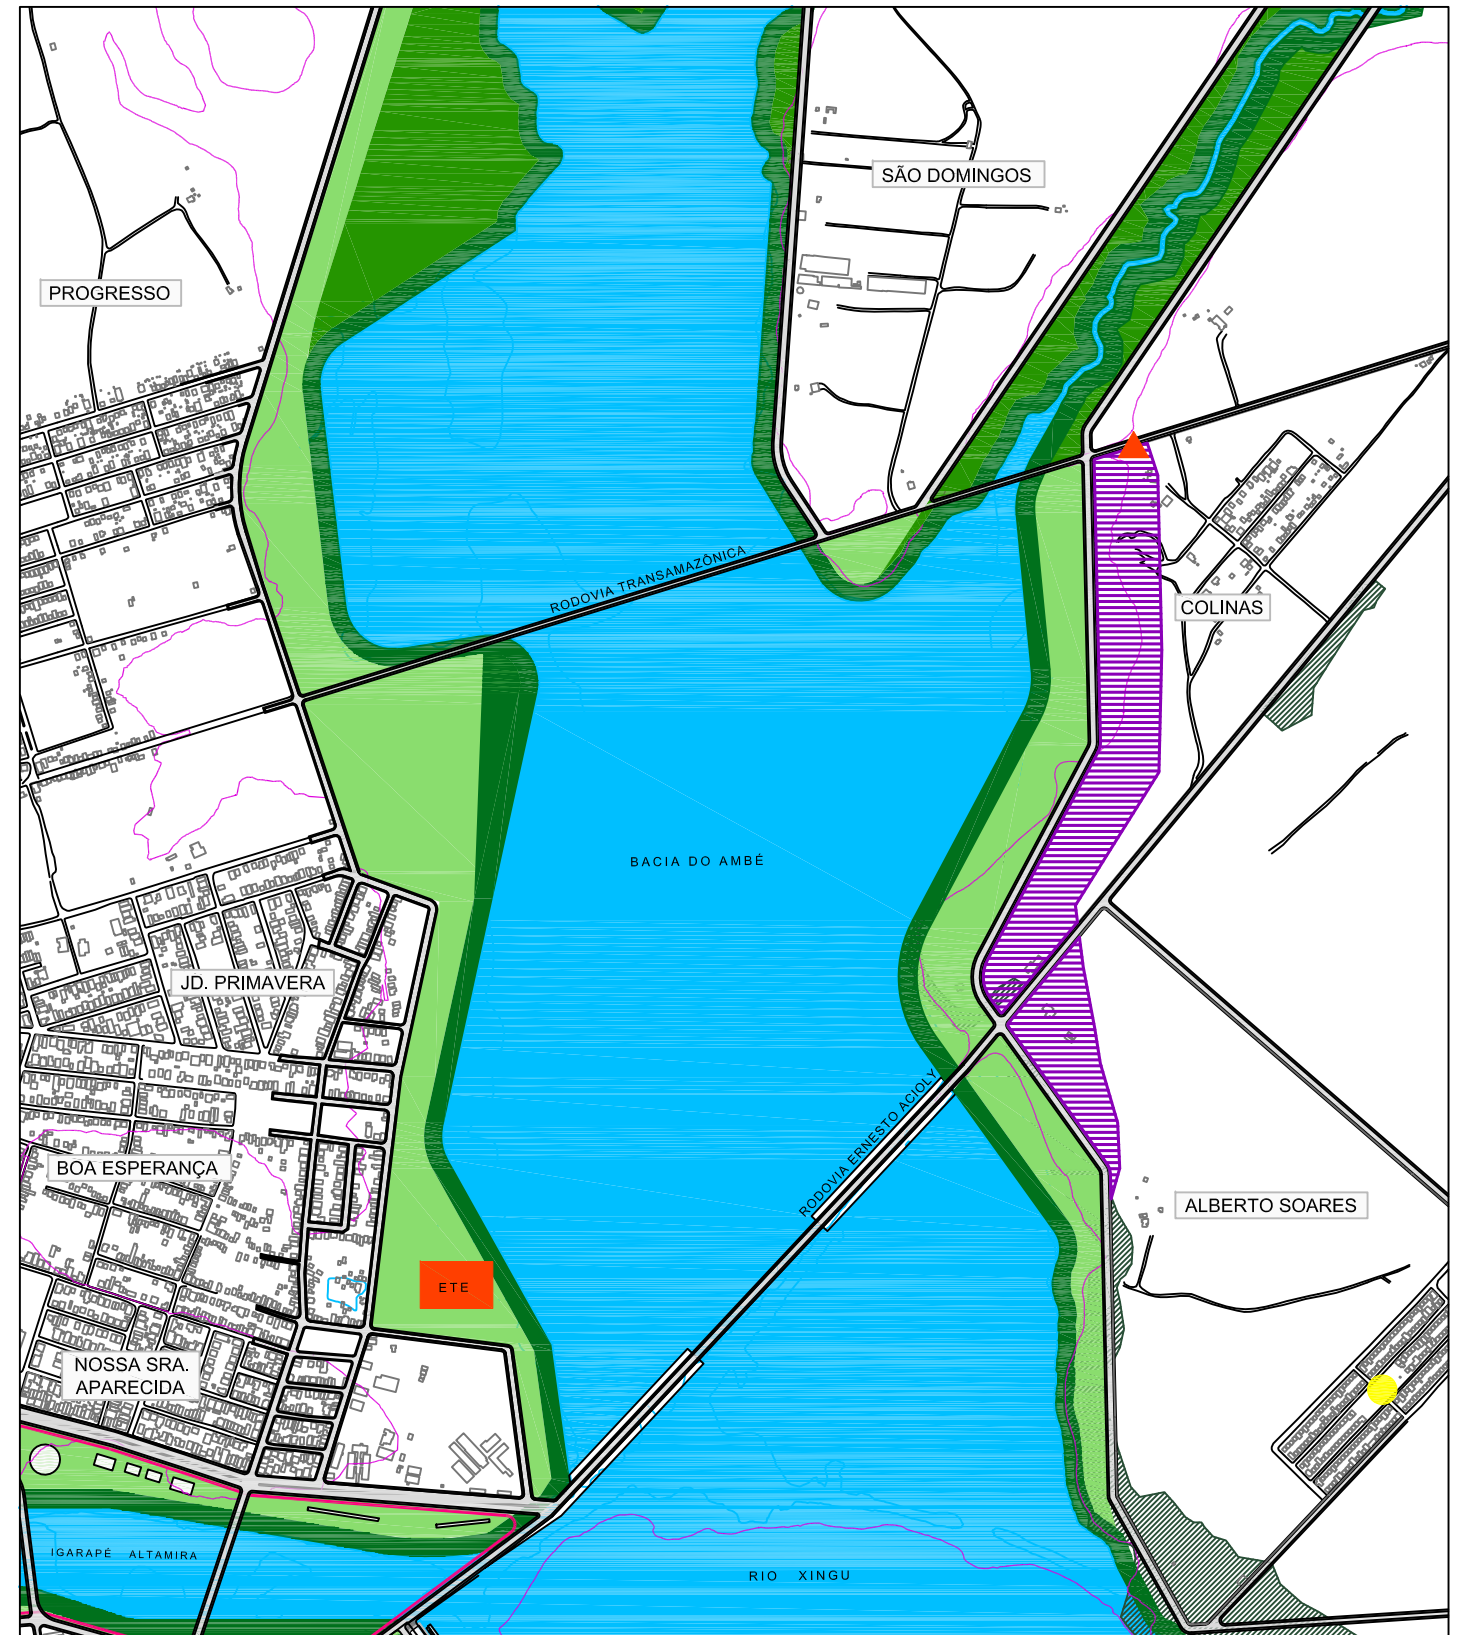 SÃO DOMINGOS
PROGRESSO
RODOVIA TRANSAMAZÔNICA
COLINAS
BACIA DO AMBÉ
JD. PRIMAVERA
RODOVIA ERNESTO ACIOLY
BOA ESPERANÇA
ALBERTO SOARES
ETE
NOSSA SRA.
APARECIDA
IGARAPÉ ALTAMIRA
RIO XINGU